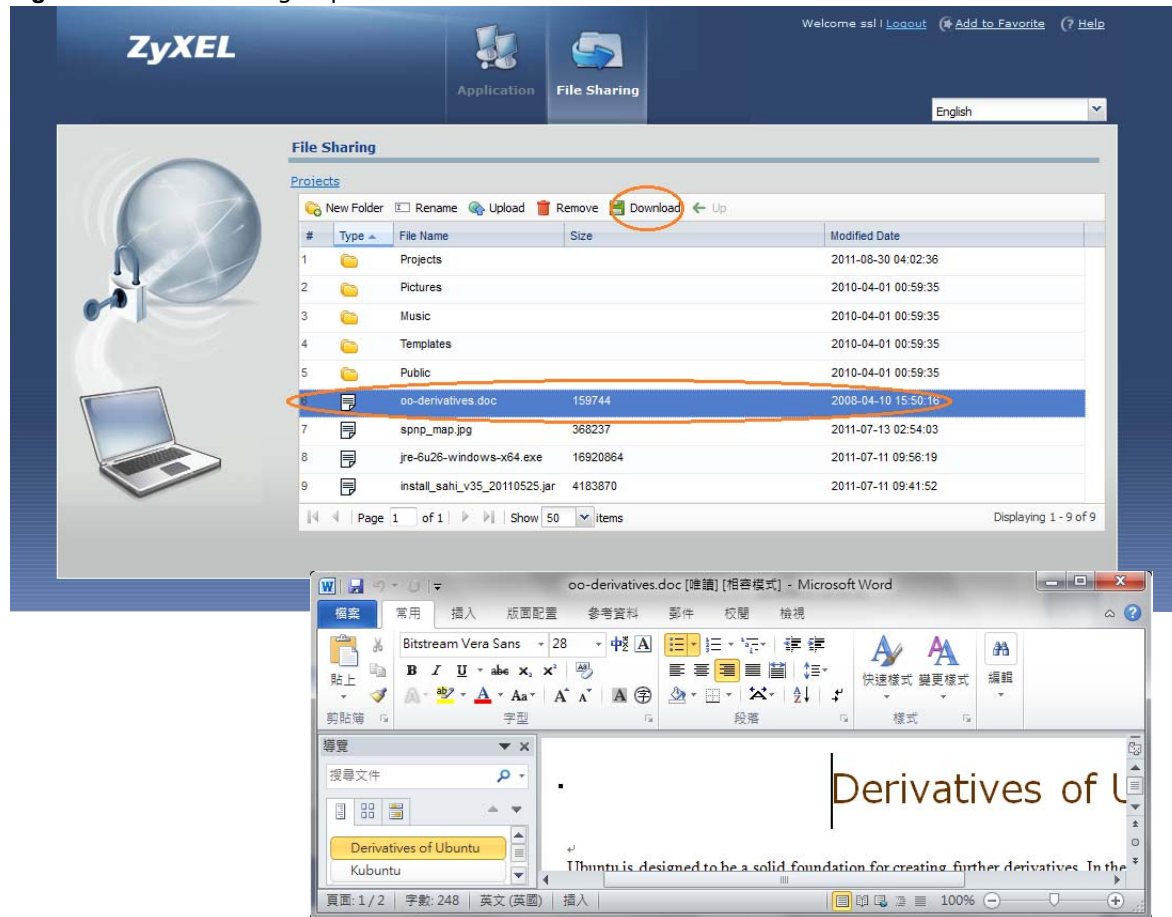 Welcome ssl | Logout Add to Favorite ? Help
ZyXEL
Application File Sharing
English
File Sharing
Projects
New Folder Rename Upload Remove Download Up
# Type File Name Size Modified Date
1 Projects 2011-08-30 04:02:36
2 Pictures 2010-04-01 00:59:35
3 Music 2010-04-01 00:59:35
4 Templates 2010-04-01 00:59:35
5 Public 2010-04-01 00:59:35
6 oo-derivatives.doc 159744 2008-04-10 15:50:16
7 spnp_map.jpg 368237 2011-07-13 02:54:03
8 jre-6u26-windows-x64.exe 16920864 2011-07-11 09:56:19
9 install_sahi_v35_20110525.jar 4183870 2011-07-11 09:41:52
Page 1 of 1 Show 50 items Displaying 1 - 9 of 9
oo-derivatives.doc [唯讀] [相容模式] - Microsoft Word
檔案 常用 插入 版面配置 參考資料 郵件 校閱 檢視
Bitstream Vera Sans 28
貼上 快速樣式 變更樣式 編輯
剪貼簿 字型 段落 樣式
導覽
搜尋文件
Derivatives of U
Derivatives of Ubuntu
Kubuntu
Ubuntu is designed to be a solid foundation for creating further derivatives. In the
頁面: 1 / 2 字數: 248 英文 (英國) 插入 100%